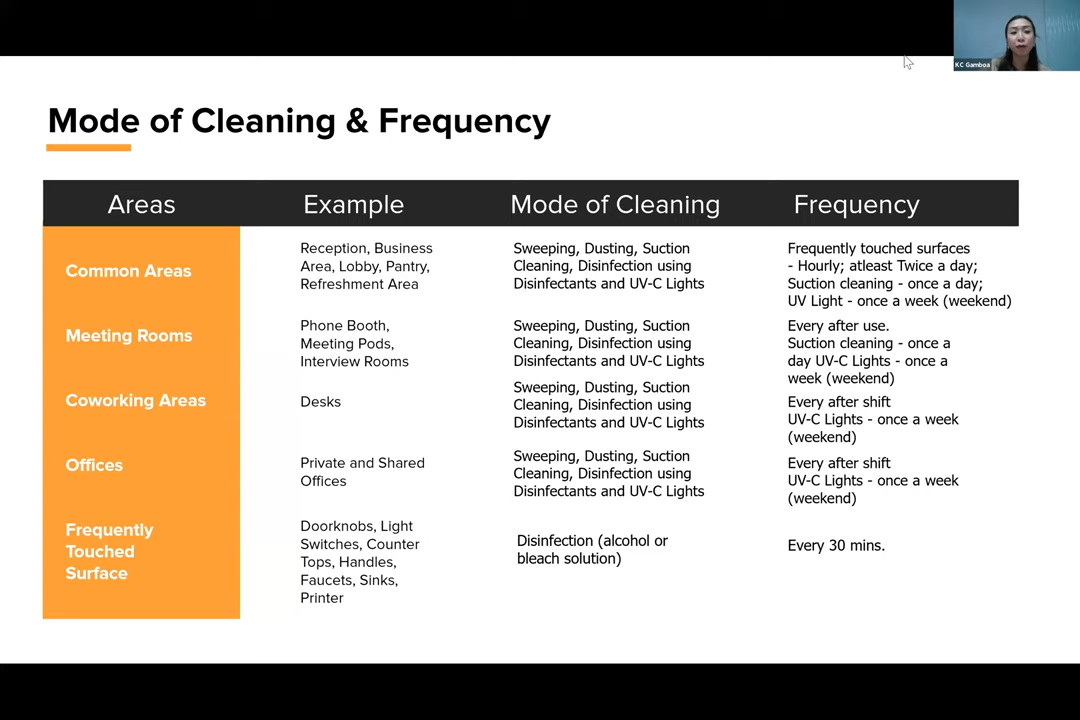 KC Gamboa
Mode of Cleaning & Frequency
Areas
Example
Mode of Cleaning
Frequency
Common Areas
Reception, Business
Area, Lobby, Pantry,
Refreshment Area
Sweeping, Dusting, Suction
Cleaning, Disinfection using
Disinfectants and UV-C Lights
Frequently touched surfaces
- Hourly; atleast Twice a day;
Suction cleaning - once a day;
UV Light - once a week (weekend)
Meeting Rooms
Phone Booth,
Meeting Pods,
Interview Rooms
Sweeping, Dusting, Suction
Cleaning, Disinfection using
Disinfectants and UV-C Lights
Every after use.
Suction cleaning - once a
day UV-C Lights - once a
week (weekend)
Coworking Areas
Desks
Sweeping, Dusting, Suction
Cleaning, Disinfection using
Disinfectants and UV-C Lights
Every after shift
UV-C Lights - once a week
(weekend)
Offices
Private and Shared
Offices
Sweeping, Dusting, Suction
Cleaning, Disinfection using
Disinfectants and UV-C Lights
Every after shift
UV-C Lights - once a week
(weekend)
Frequently
Touched
Surface
Doorknobs, Light
Switches, Counter
Tops, Handles,
Faucets, Sinks,
Printer
Disinfection (alcohol or
bleach solution)
Every 30 mins.